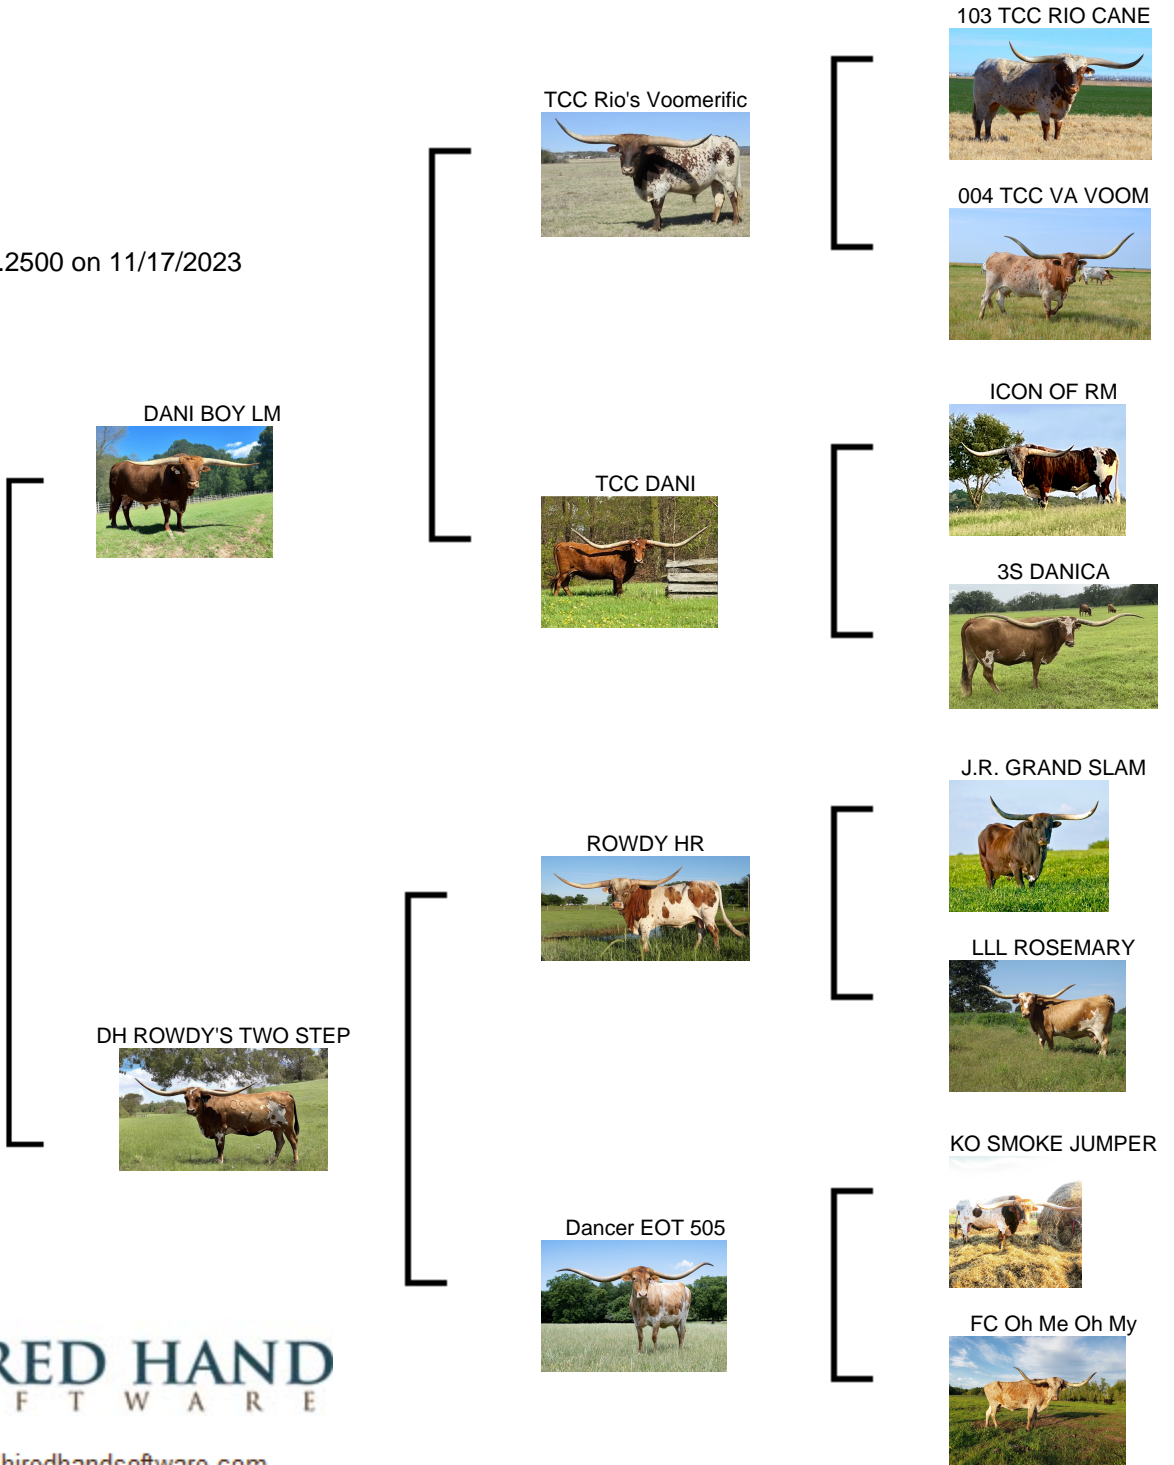 103 TCC RIO CANE
TCC Rio's Voomerific
004 TCC VA VOOM
.2500 on 11/17/2023
ICON OF RM
DANI BOY LM
TCC DANI
3S DANICA
J.R. GRAND SLAM
ROWDY HR
LLL ROSEMARY
DH ROWDY'S TWO STEP
KO SMOKE JUMPER
Dancer EOT 505
FC Oh Me Oh My
RED HAND
F T W A R E
hiredhandsoftware.com